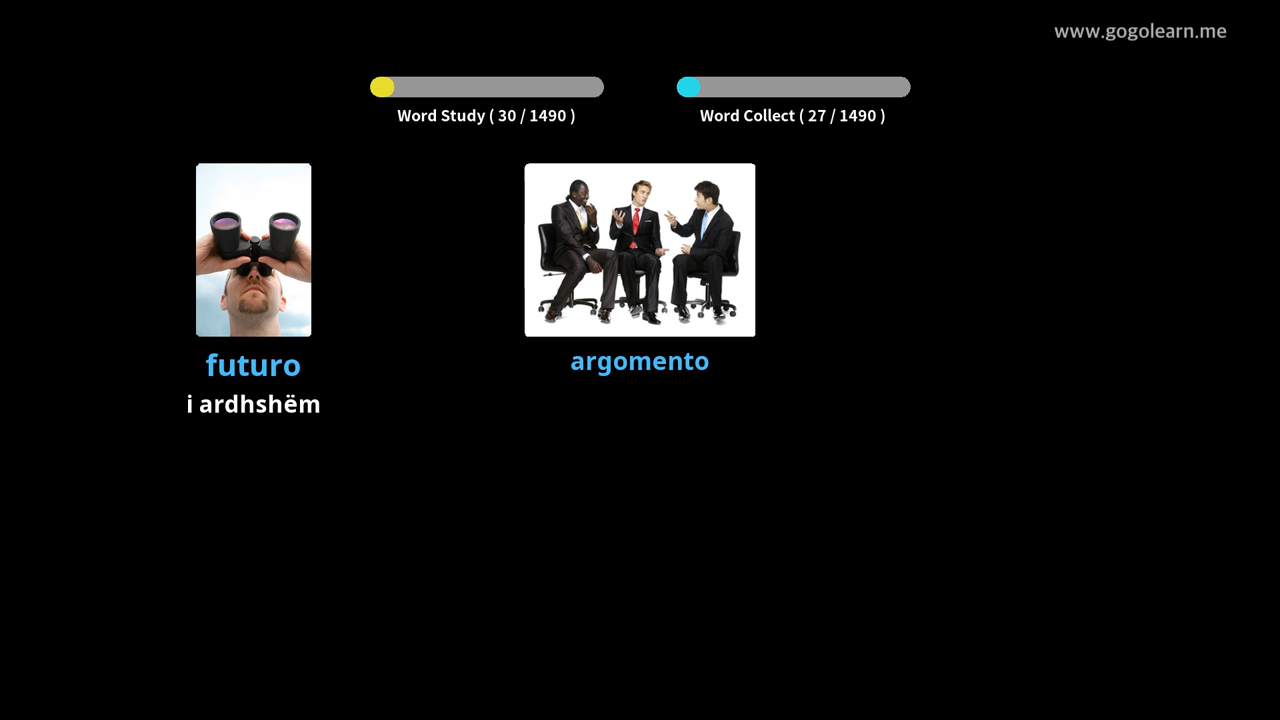 www.gogolearn.me
Word Study ( 30 / 1490 )
Word Collect ( 27 / 1490 )
futuro
i ardhshëm
argomento